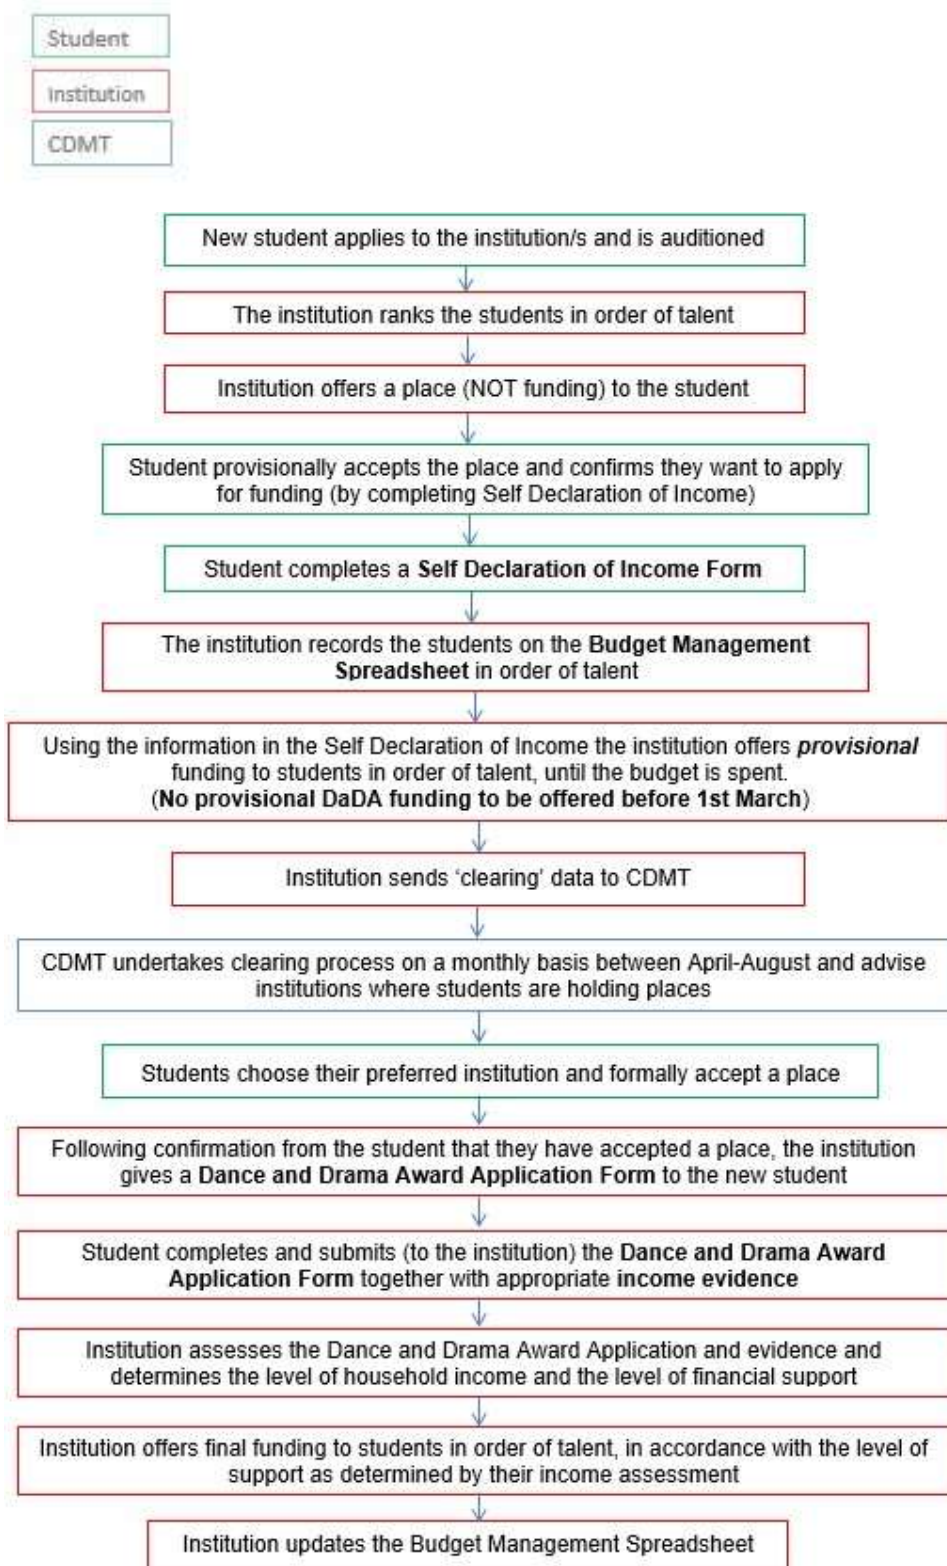 Student
Institution
CDMT
New student applies to the institution/s and is auditioned
The institution ranks the students in order of talent
Institution offers a place (NOT funding) to the student
Student provisionally accepts the place and confirms they want to apply
for funding (by completing Self Declaration of Income)
Student completes a Self Declaration of Income Form
The institution records the students on the Budget Management
Spreadsheet in order of talent
Using the information in the Self Declaration of Income the institution offers provisional
funding to students in order of talent, until the budget is spent.
(No provisional DaDA funding to be offered before 1st March)
Institution sends ‘clearing’ data to CDMT
CDMT undertakes clearing process on a monthly basis between April-August and advise
institutions where students are holding places
Students choose their preferred institution and formally accept a place
Following confirmation from the student that they have accepted a place, the institution
gives a Dance and Drama Award Application Form to the new student
Student completes and submits (to the institution) the Dance and Drama Award
Application Form together with appropriate income evidence
Institution assesses the Dance and Drama Award Application and evidence and
determines the level of household income and the level of financial support
Institution offers final funding to students in order of talent, in accordance with the level of
support as determined by their income assessment
Institution updates the Budget Management Spreadsheet